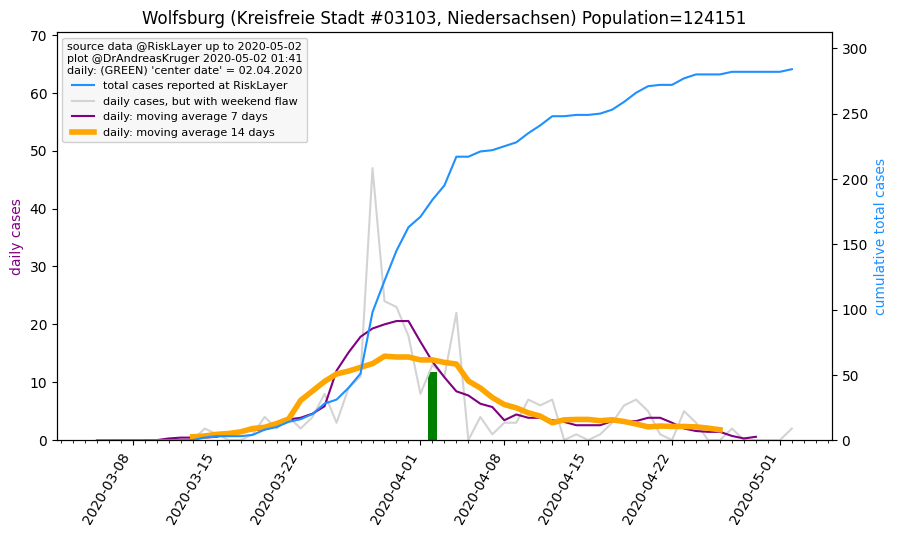 Wolfsburg (Kreisfreie Stadt #03103, Niedersachsen) Population=124151
source data @RiskLayer up to 2020-05-02
plot @DrAndreasKruger 2020-05-02 01:41
daily: (GREEN) 'center date' = 02.04.2020
total cases reported at RiskLayer
daily cases, but with weekend flaw
daily: moving average 7 days
daily: moving average 14 days
daily cases
70
60
50
40
30
20
10
0
cumulative total cases
300
250
200
150
100
50
0
2020-03-08
2020-03-15
2020-03-22
2020-04-01
2020-04-08
2020-04-15
2020-04-22
2020-05-01